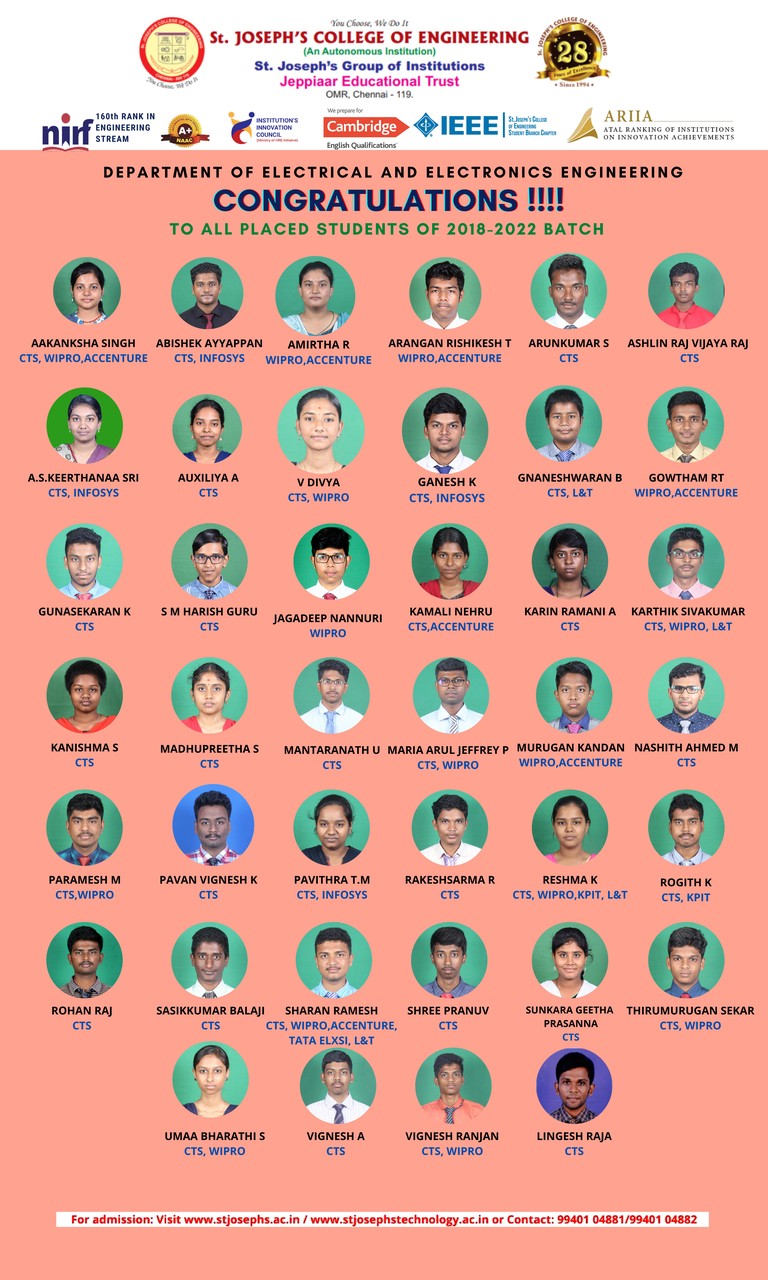 You Choose, We Do It
St. JOSEPH'S COLLEGE OF ENGINEERING
(An Autonomous Institution)
St. Joseph's Group of Institutions
Jeppiaar Educational Trust
OMR, Chennai - 119.
28
Years of Excellence
• Since 1994 •
nirf
160th RANK IN
ENGINEERING
STREAM
A+
NAAC
INSTITUTION'S
INNOVATION
COUNCIL
We prepare for
Cambridge
English Qualifications
IEEE
St. Joseph's College
of Engineering
Student Branch Chapter
ARIIA
ATAL RANKING OF INSTITUTIONS
ON INNOVATION ACHIEVEMENTS
DEPARTMENT OF ELECTRICAL AND ELECTRONICS ENGINEERING
CONGRATULATIONS !!!!
TO ALL PLACED STUDENTS OF 2018-2022 BATCH
AAKANKSHA SINGH
CTS, WIPRO,ACCENTURE
ABISHEK AYYAPPAN
CTS, INFOSYS
AMIRTHA R
WIPRO,ACCENTURE
ARANGAN RISHIKESH T
WIPRO,ACCENTURE
ARUNKUMAR S
CTS
ASHLIN RAJ VIJAYA RAJ
CTS
A.S.KEERTHANAA SRI
CTS, INFOSYS
AUXILIYA A
CTS
V DIVYA
CTS, WIPRO
GANESH K
CTS, INFOSYS
GNANESHWARAN B
CTS, L&T
GOWTHAM RT
WIPRO,ACCENTURE
GUNASEKARAN K
CTS
S M HARISH GURU
CTS
JAGADEEP NANNURI
WIPRO
KAMALI NEHRU
CTS,ACCENTURE
KARIN RAMANI A
CTS
KARTHIK SIVAKUMAR
CTS, WIPRO, L&T
KANISHMA S
CTS
MADHUPREETHA S
CTS
MANTARANATH U
CTS
MARIA ARUL JEFFREY P
CTS, WIPRO
MURUGAN KANDAN
WIPRO,ACCENTURE
NASHITH AHMED M
CTS
PARAMESH M
CTS,WIPRO
PAVAN VIGNESH K
CTS
PAVITHRA T.M
CTS, INFOSYS
RAKESHSARMA R
CTS
RESHMA K
CTS, WIPRO,KPIT, L&T
ROGITH K
CTS, KPIT
ROHAN RAJ
CTS
SASIKKUMAR BALAJI
CTS
SHARAN RAMESH
CTS, WIPRO,ACCENTURE,
TATA ELXSI, L&T
SHREE PRANUV
CTS
SUNKARA GEETHA
PRASANNA
CTS
THIRUMURUGAN SEKAR
CTS, WIPRO
UMAA BHARATHI S
CTS, WIPRO
VIGNESH A
CTS
VIGNESH RANJAN
CTS, WIPRO
LINGESH RAJA
CTS
For admission: Visit www.stjosephs.ac.in / www.stjosephstechnology.ac.in or Contact: 99401 04881/99401 04882